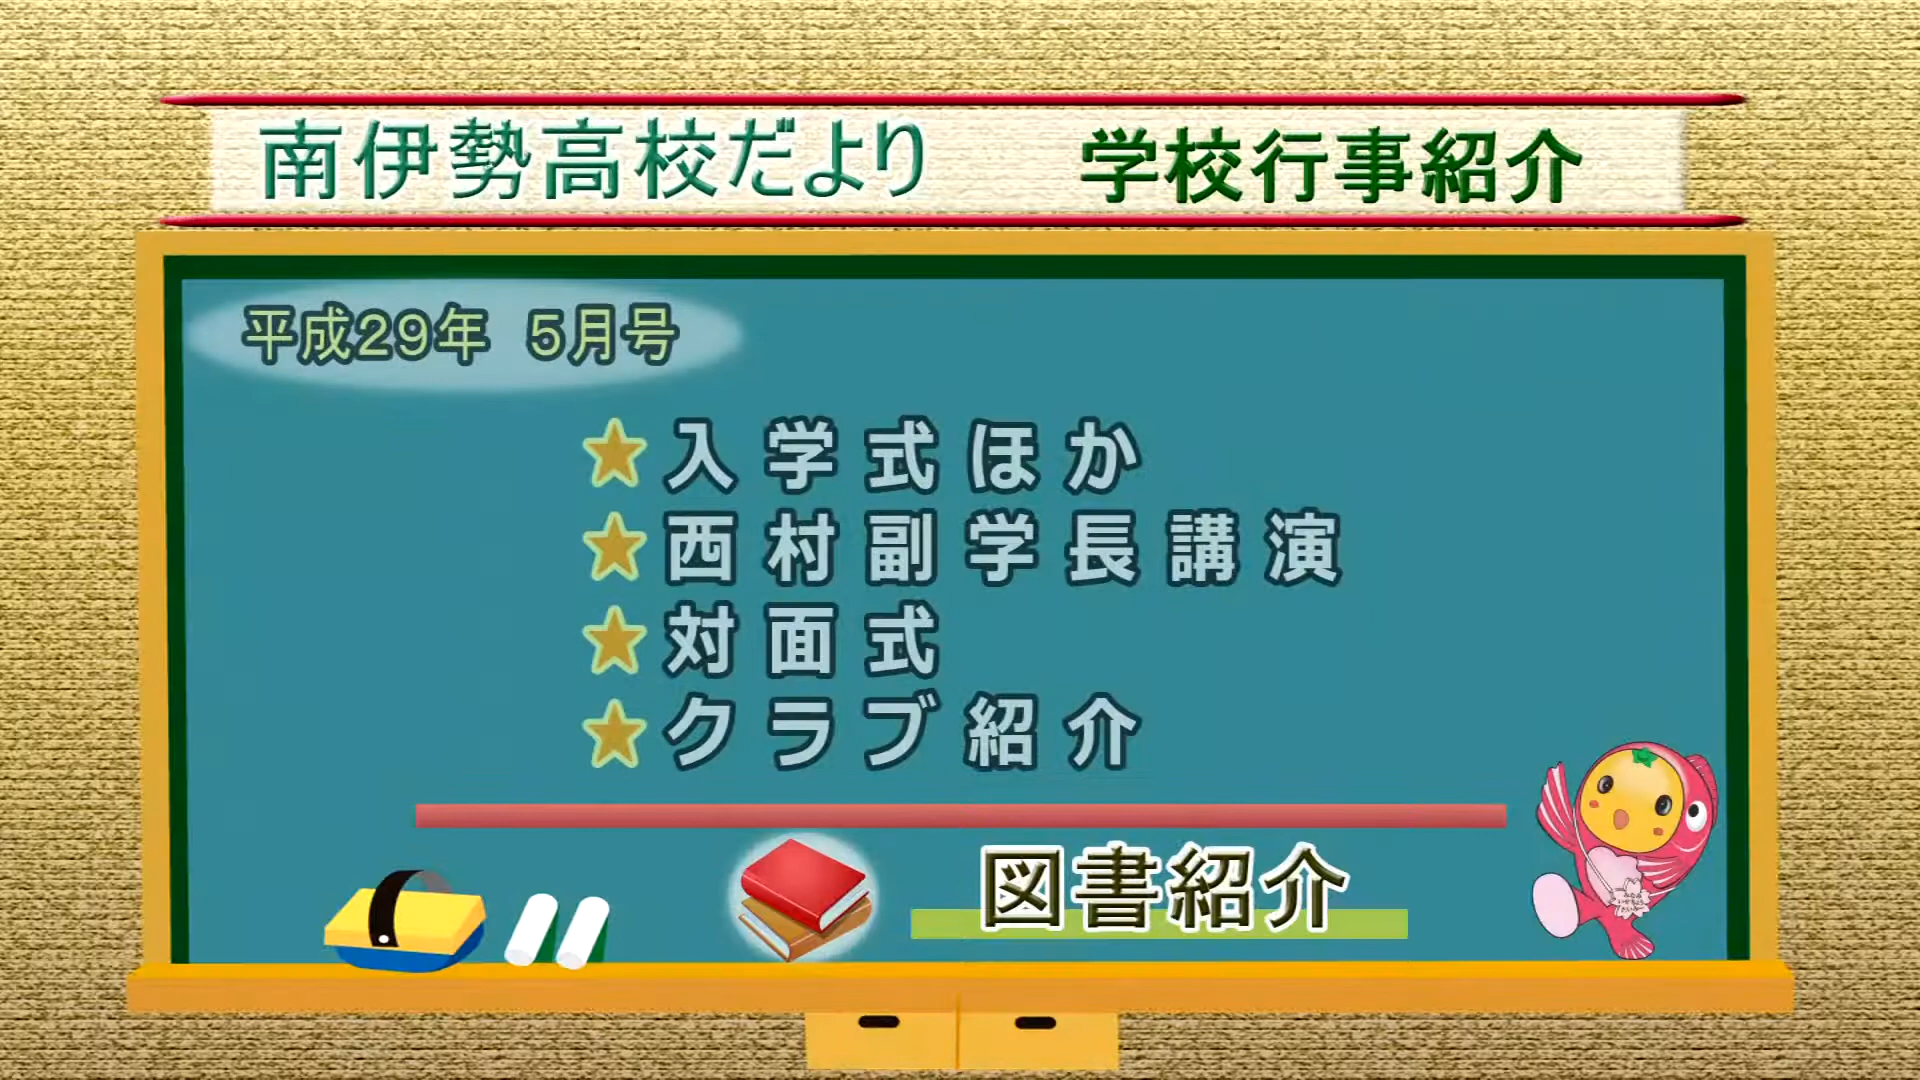 南伊勢高校だより 学校行事紹介
平成29年 5月号
★入学式ほか
★西村副学長講演
★対面式
★クラブ紹介
図書紹介